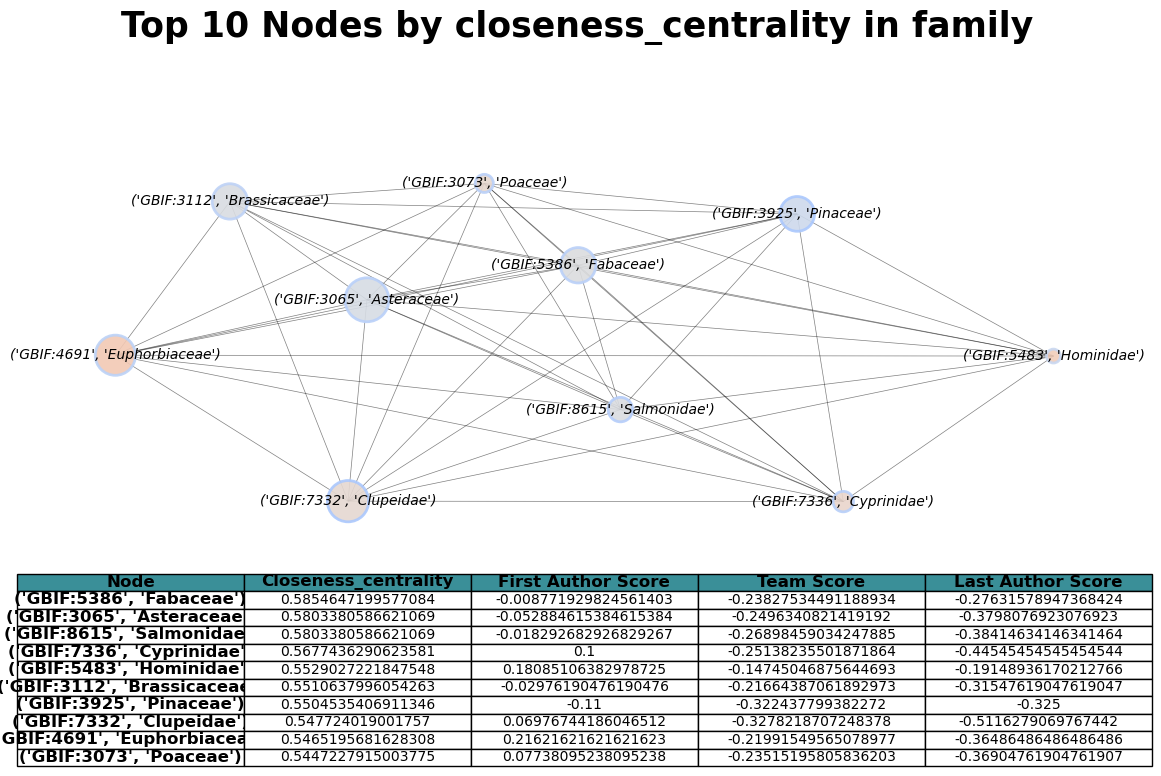 Top 10 Nodes by closeness_centrality in family
('GBIF:3073', 'Poaceae')
('GBIF:3112', 'Brassicaceae')
('GBIF:3925', 'Pinaceae')
('GBIF:5386', 'Fabaceae')
('GBIF:3065', 'Asteraceae')
('GBIF:4691', 'Euphorbiaceae')
('GBIF:5483', 'Hominidae')
('GBIF:8615', 'Salmonidae')
('GBIF:7332', 'Clupeidae')
('GBIF:7336', 'Cyprinidae')
Node Closeness_centrality First Author Score Team Score Last Author Score
('GBIF:5386', 'Fabaceae') 0.5854647199577084 -0.008771929824561403 -0.23827534491188934 -0.27631578947368424
('GBIF:3065', 'Asteraceae' 0.5803380586621069 -0.052884615384615384 -0.2496340821419192 -0.3798076923076923
('GBIF:8615', 'Salmonidae 0.5803380586621069 -0.018292682926829267 -0.26898459034247885 -0.38414634146341464
('GBIF:7336', 'Cyprinidae' 0.5677436290623581 0.1 -0.25138235501871864 -0.44545454545454544
('GBIF:5483', 'Hominidae' 0.5529027221847548 0.18085106382978725 -0.14745046875644693 -0.19148936170212766
('GBIF:3112', 'Brassicaceae 0.5510637996054263 -0.02976190476190476 -0.21664387061892973 -0.31547619047619047
('GBIF:3925', 'Pinaceae') 0.5504535406911346 -0.11 -0.322437799382272 -0.325
('GBIF:7332', 'Clupeidae') 0.547724019001757 0.06976744186046512 -0.3278218707248378 -0.5116279069767442
GBIF:4691', 'Euphorbiacea 0.5465195681628308 0.21621621621621623 -0.21991549565078977 -0.36486486486486486
('GBIF:3073', 'Poaceae') 0.5447227915003775 0.07738095238095238 -0.23515195805836203 -0.36904761904761907